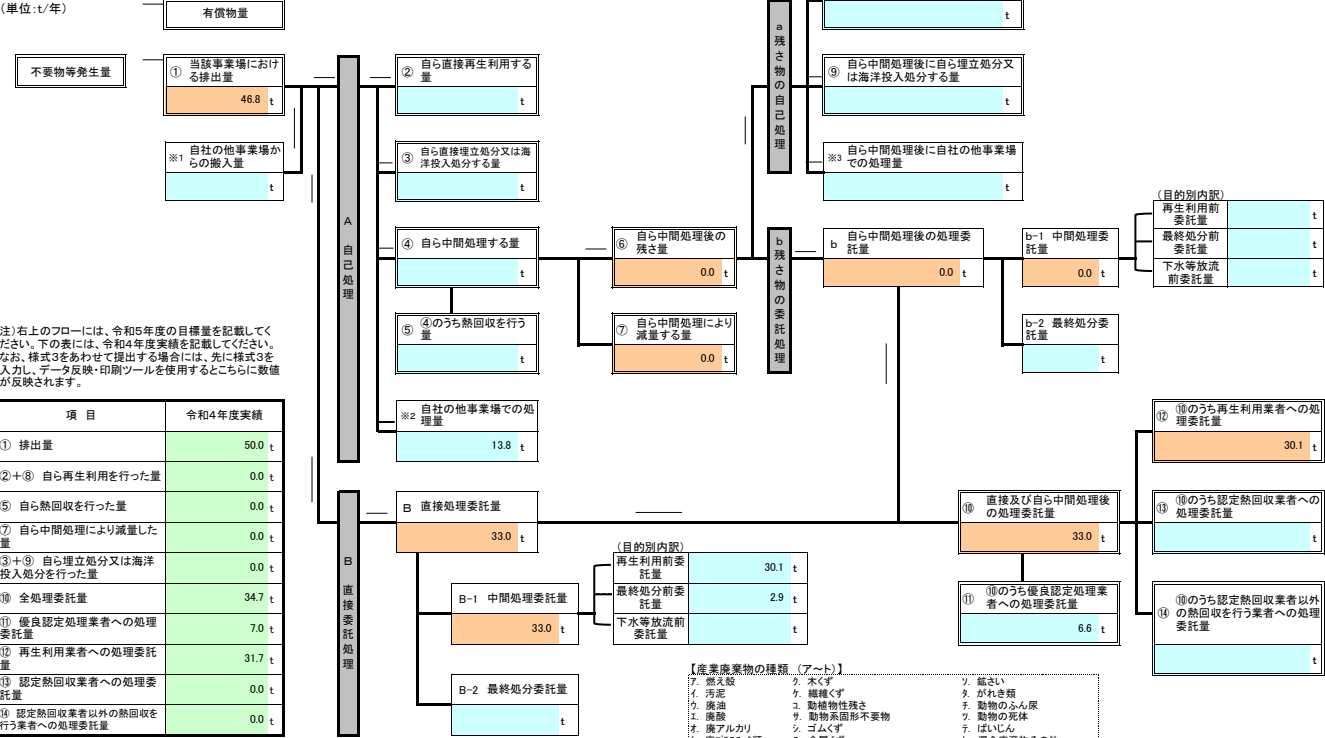 (単位:t/年)
有償物量
不要物等発生量
① 当該事業場におけ
る排出量
46.8 t
※1 自社の他事業場か
らの搬入量
t
A 自己処理
② 自ら直接再生利用する
量
t
③ 自ら直接埋立処分又は海
洋投入処分する量
t
④ 自ら中間処理する量
t
⑤ ④のうち熱回収を行う
量
t
※2 自社の他事業場での処
理量
13.8 t
⑥ 自ら中間処理後の
残さ量
0.0 t
⑦ 自ら中間処理により
減量する量
0.0 t
a 残さ物の自己処理
t
⑨ 自ら中間処理後に自ら埋立処分又
は海洋投入処分する量
t
※3 自ら中間処理後に自社の他事業場
での処理量
t
b 残さ物の委託処理
b 自ら中間処理後の処理委
託量
0.0 t
b-1 中間処理委
託量
0.0 t
(目的別内訳)
再生利用前
委託量
t
最終処分前
委託量
t
下水等放流
前委託量
t
b-2 最終処分委
託量
t
注)右上のフローには、令和5年度の目標量を記載してく
ださい。下の表には、令和4年度実績を記載してください。
なお、様式3をあわせて提出する場合には、先に様式3を
入力し、データ反映・印刷ツールを使用するとこちらに数値
が反映されます。
項 目 令和4年度実績
① 排出量 50.0 t
②+⑧ 自ら再生利用を行った量 0.0 t
⑤ 自ら熱回収を行った量 0.0 t
⑦ 自ら中間処理により減量した
量 0.0 t
③+⑨ 自ら埋立処分又は海洋
投入処分を行った量 0.0 t
⑩ 全処理委託量 34.7 t
⑪ 優良認定処理業者への処理
委託量 7.0 t
⑫ 再生利用業者への処理委託
量 31.7 t
⑬ 認定熱回収業者への処理委
託量 0.0 t
⑭ 認定熱回収業者以外の熱回収を
行う業者への処理委託量 0.0 t
B 直接委託処理
B 直接処理委託量
33.0 t
B-1 中間処理委託量
33.0 t
(目的別内訳)
再生利用前委
託量
30.1 t
最終処分前委
託量
2.9 t
下水等放流前
委託量
t
B-2 最終処分委託量
t
⑩ 直接及び自ら中間処理後
の処理委託量
33.0 t
⑪ ⑩のうち優良認定処理業
者への処理委託量
6.6 t
⑫ ⑩のうち再生利用業者への処
理委託量
30.1 t
⑬ ⑩のうち認定熱回収業者への
処理委託量
t
⑭ ⑩のうち認定熱回収業者以外
の熱回収を行う業者への処理
委託量
t
【産業廃棄物の種類 (ア~ト)】
ア. 燃え殻 ク. 木くず ソ. 鉱さい
イ. 汚泥 ケ. 繊維くず タ. がれき類
ウ. 廃油 コ. 動植物性残さ チ. 動物のふん尿
エ. 廃酸 サ. 動物系固形不要物 ツ. 動物の死体
オ. 廃アルカリ シ. ゴムくず テ. ばいじん